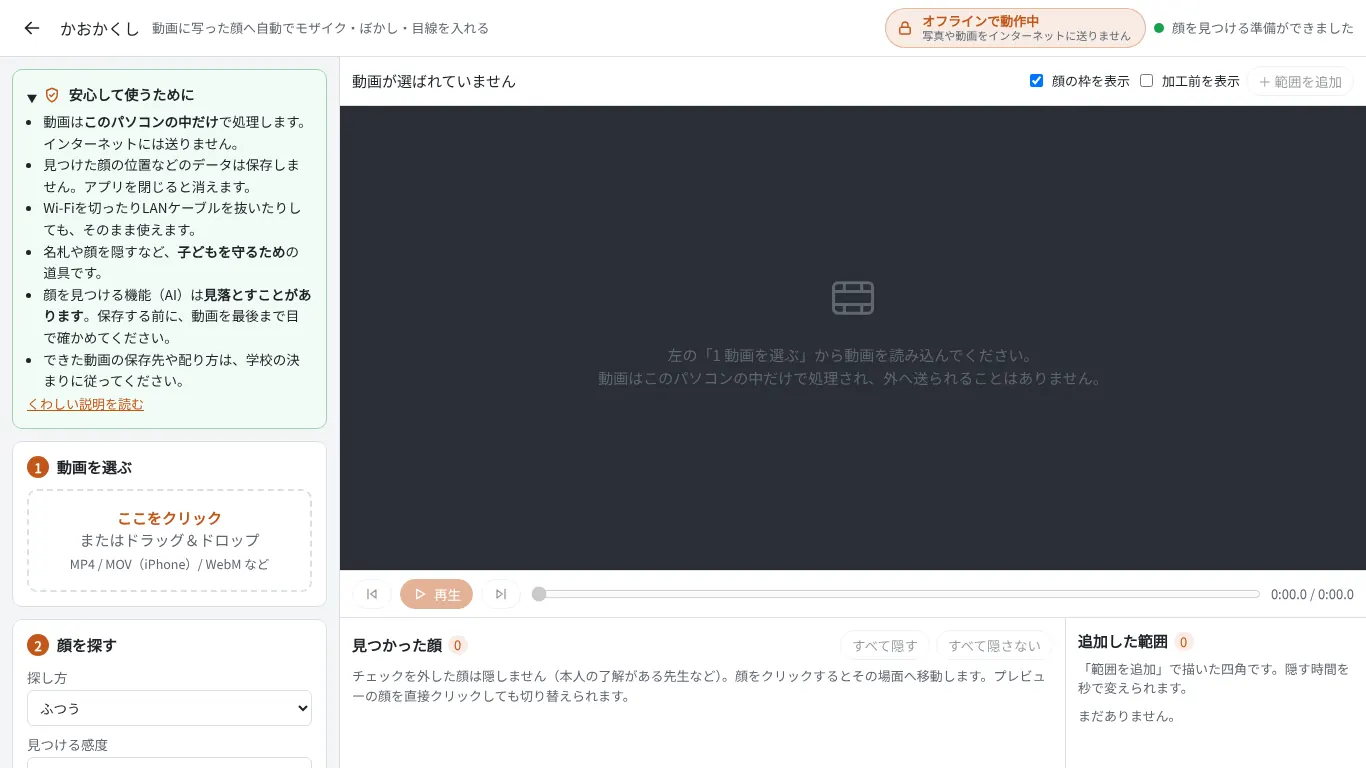 かおかくし 動画に写った顔へ自動でモザイク・ぼかし・目線を入れる
オフラインで動作中
写真や動画をインターネットに送りません
顔を見つける準備ができました
安心して使うために
動画はこのパソコンの中だけで処理します。
インターネットには送りません。
見つけた顔の位置などのデータは保存しま
せん。アプリを閉じると消えます。
Wi-Fiを切ったりLANケーブルを抜いたりし
ても、そのまま使えます。
名札や顔を隠すなど、子どもを守るための
道具です。
顔を見つける機能（AI）は見落とすことがあ
ります。保存する前に、動画を最後まで目
で確かめてください。
できた動画の保存先や配り方は、学校の決
まりに従ってください。
くわしい説明を読む
1 動画を選ぶ
ここをクリック
またはドラッグ＆ドロップ
MP4 / MOV（iPhone）/ WebM など
2 顔を探す
探し方
ふつう
見つける感度
動画が選ばれていません
顔の枠を表示 加工前を表示 ＋ 範囲を追加
左の「1 動画を選ぶ」から動画を読み込んでください。
動画はこのパソコンの中だけで処理され、外へ送られることはありません。
再生
0:00.0 / 0:00.0
見つかった顔 0
すべて隠す すべて隠さない
チェックを外した顔は隠しません（本人の了解がある先生など）。顔をクリックするとその場面へ移動します。プレビュ
ーの顔を直接クリックしても切り替えられます。
追加した範囲 0
「範囲を追加」で描いた四角です。隠す時間を
秒で変えられます。
まだありません。